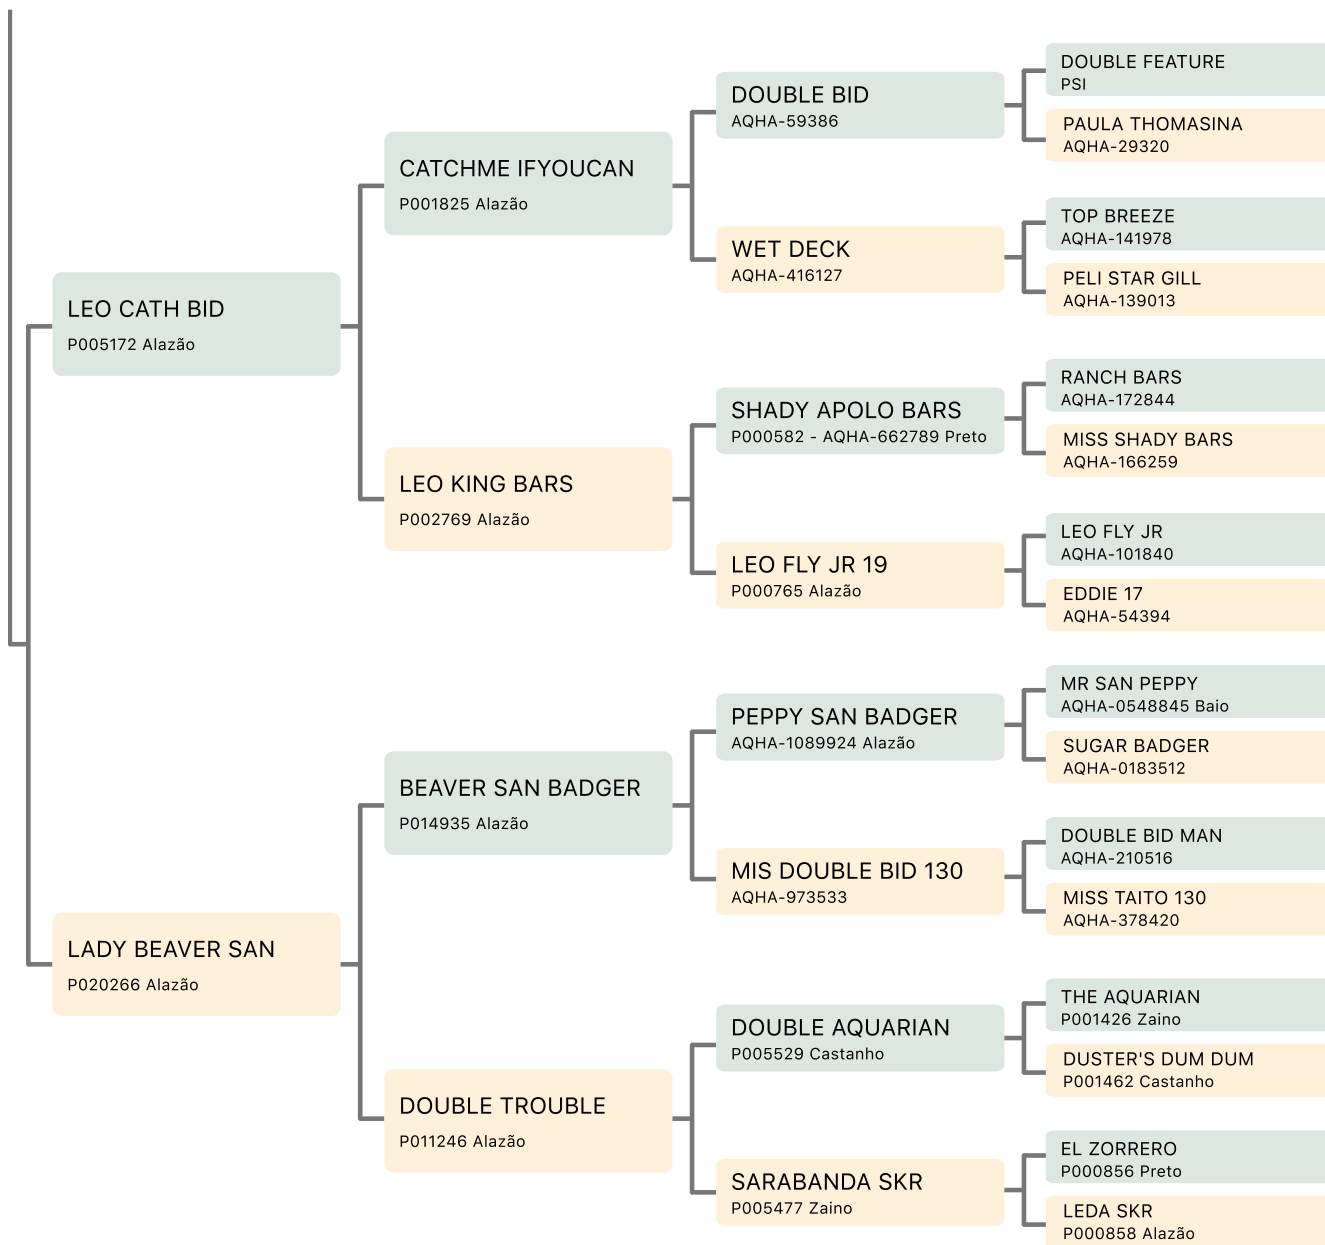 LEO CATH BID
P005172 Alazão
LADY BEAVER SAN
P020266 Alazão
CATCHME IFYOUCAN
P001825 Alazão
LEO KING BARS
P002769 Alazão
BEAVER SAN BADGER
P014935 Alazão
DOUBLE TROUBLE
P011246 Alazão
DOUBLE BID
AQHA-59386
WET DECK
AQHA-416127
SHADY APOLO BARS
P000582 - AQHA-662789 Preto
LEO FLY JR 19
P000765 Alazão
PEPPY SAN BADGER
AQHA-1089924 Alazão
MIS DOUBLE BID 130
AQHA-973533
DOUBLE AQUARIAN
P005529 Castanho
SARABANDA SKR
P005477 Zaino
DOUBLE FEATURE
PSI
PAULA THOMASINA
AQHA-29320
TOP BREEZE
AQHA-141978
PELI STAR GILL
AQHA-139013
RANCH BARS
AQHA-172844
MISS SHADY BARS
AQHA-166259
LEO FLY JR
AQHA-101840
EDDIE 17
AQHA-54394
MR SAN PEPPY
AQHA-0548845 Baio
SUGAR BADGER
AQHA-0183512
DOUBLE BID MAN
AQHA-210516
MISS TAITO 130
AQHA-378420
THE AQUARIAN
P001426 Zaino
DUSTER'S DUM DUM
P001462 Castanho
EL ZORRERO
P000856 Preto
LEDA SKR
P000858 Alazão